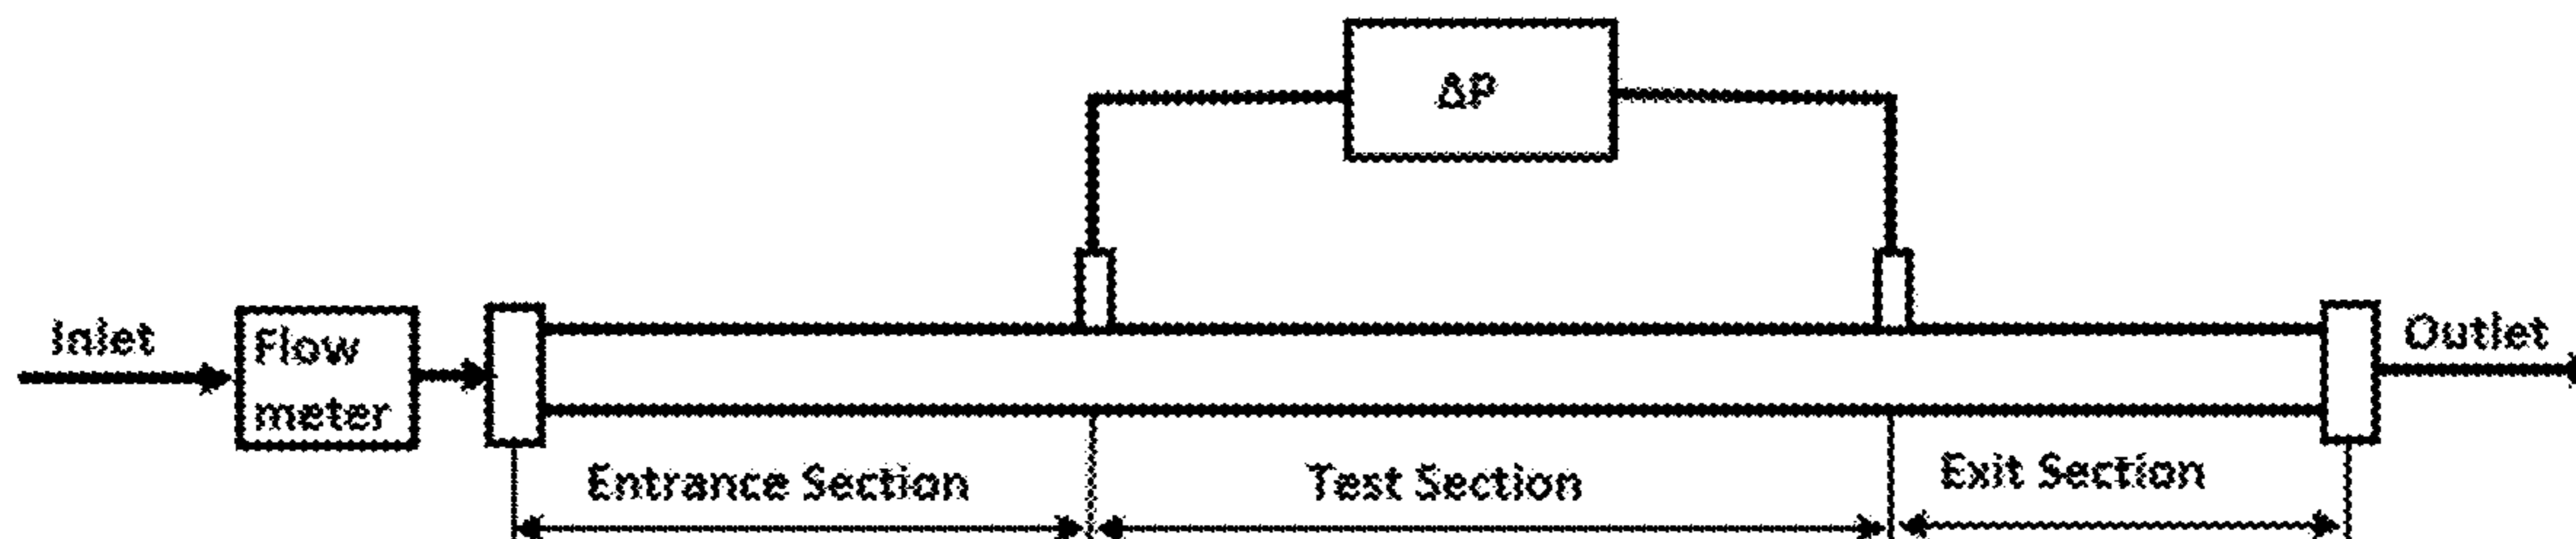 ΔP
Inlet
Flow
meter
Outlet
Entrance Section
Test Section
Exit Section